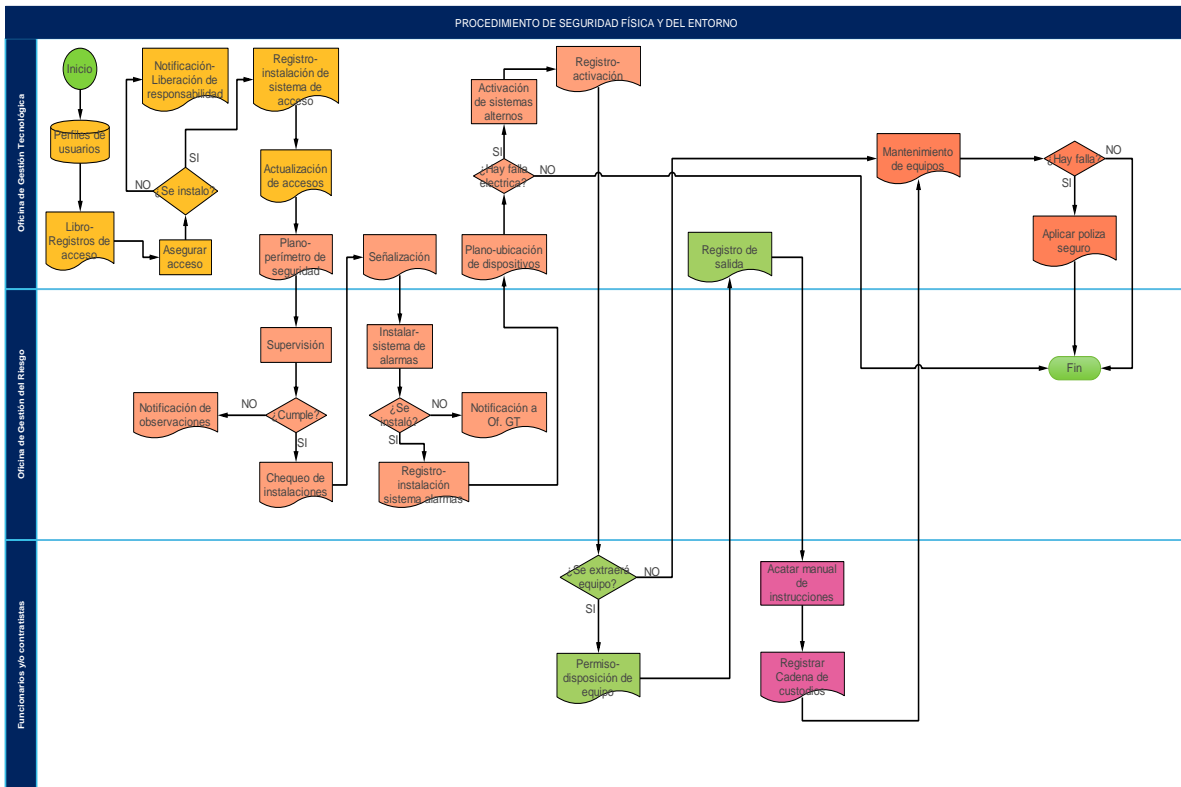 PROCEDIMIENTO DE SEGURIDAD FÍSICA Y DEL ENTORNO
Oficina de Gestión Tecnológica
Inicio
Perfiles de
usuarios
Libro-
Registros de
acceso
Asegurar
acceso
¿Se instalo?
NO
SI
Notificación-
Liberación de
responsabilidad
Registro-
instalación de
sistema de
acceso
Actualización
de accesos
Plano-
perímetro de
seguridad
Señalización
Plano-ubicación
de dispositivos
¿Hay falla
electrica?
SI
NO
Activación
de sistemas
alternos
Registro-
activación
Registro de
salida
Mantenimiento
de equipos
¿Hay falla?
NO
SI
Aplicar poliza
seguro
Oficina de Gestión del Riesgo
Supervisión
¿Cumple?
NO
SI
Notificación de
observaciones
Chequeo de
instalaciones
Instalar-
sistema de
alarmas
¿Se
instaló?
NO
SI
Notificación a
Of. GT
Registro-
instalación
sistema alarmas
Fin
Funcionarios y/o contratistas
¿Se extraerá
equipo?
NO
SI
Permiso-
disposición de
equipo
Acatar manual
de
instrucciones
Registrar
Cadena de
custodios